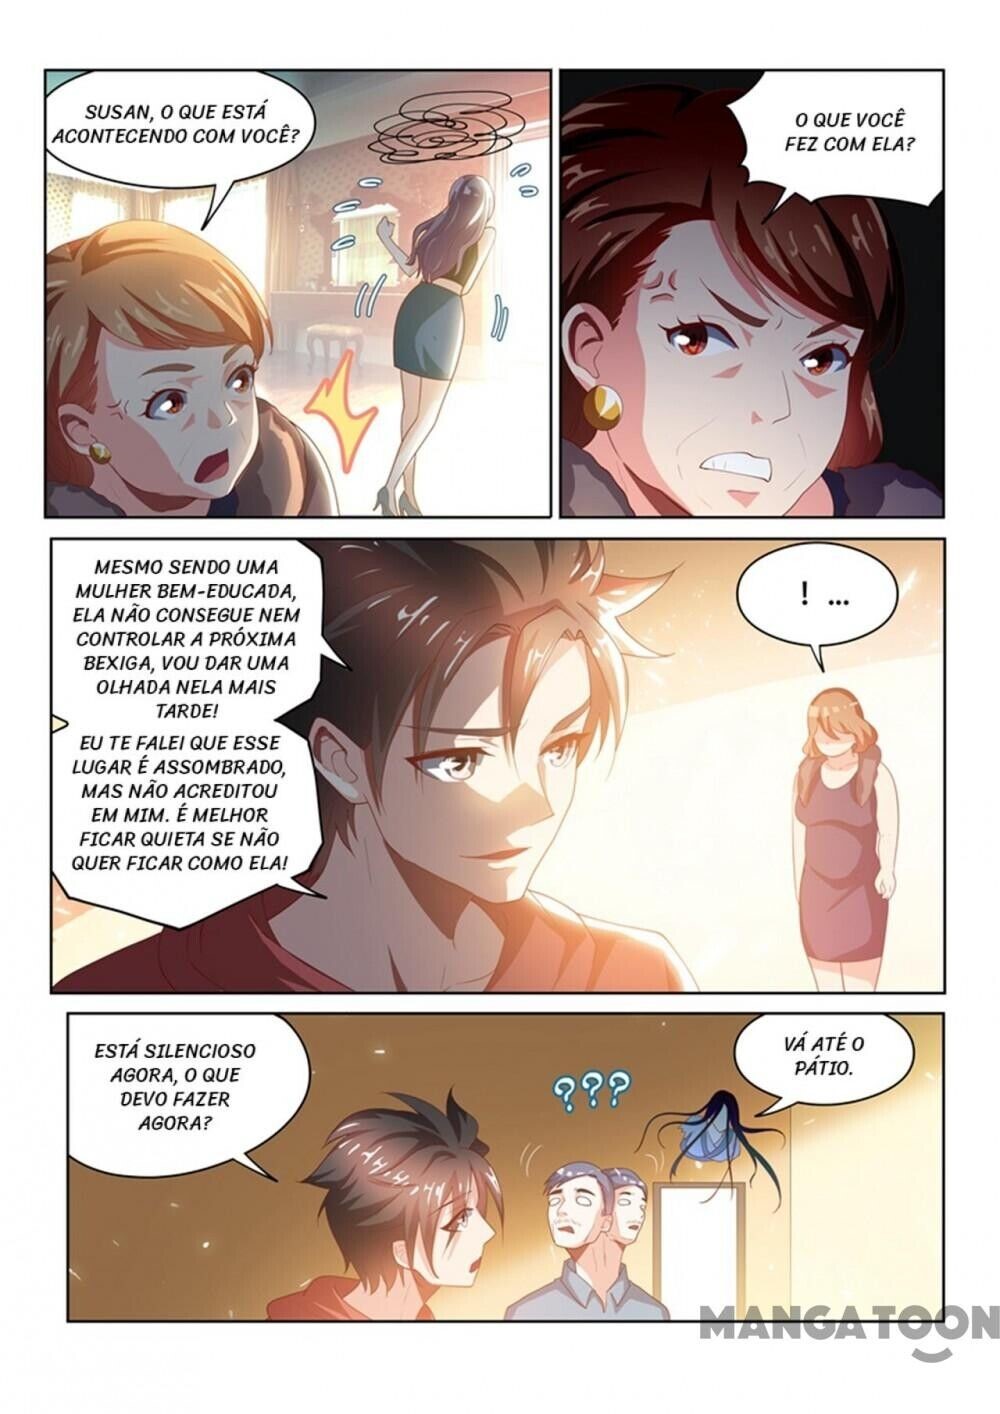 SUSAN, O QUE ESTÁ
ACONTECENDO COM VOCÊ?
O QUE VOCÊ
FEZ COM ELA?
MESMO SENDO UMA
MULHER BEM-EDUCADA,
ELA NÃO CONSEGUE NEM
CONTROLAR A PRÓXIMA
BEXIGA, VOU DAR UMA
OLHADA NELA MAIS
TARDE!
EU TE FALEI QUE ESSE
LUGAR É ASSOMBRADO,
MAS NÃO ACREDITOU
EM MIM. É MELHOR
FICAR QUIETA SE NÃO
QUER FICAR COMO ELA!
! ...
ESTÁ SILENCIOSO
AGORA, O QUE
DEVO FAZER
AGORA?
???
VÁ ATÉ O
PÁTIO.
MANGATOON